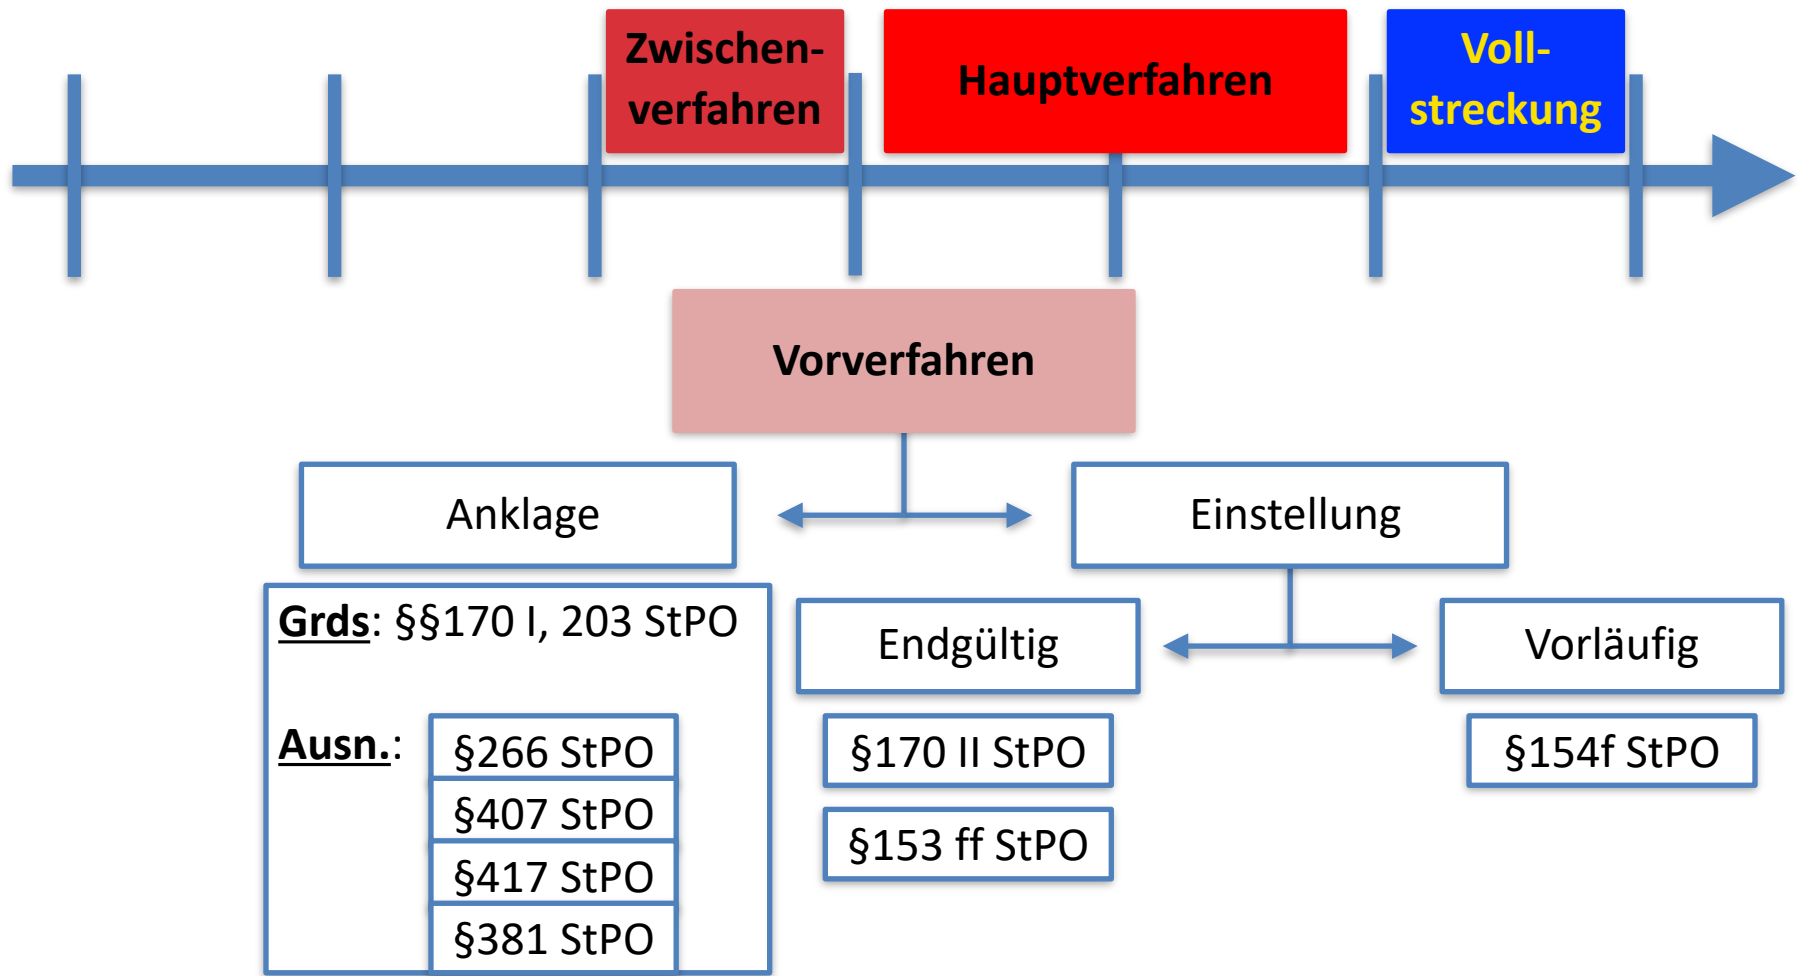 Zwischen-
verfahren
Hauptverfahren
Voll-
streckung
Vorverfahren
Anklage
Einstellung
Grds: §§170 I, 203 StPO
Endgültig
Vorläufig
Ausn.:
§266 StPO
§407 StPO
§417 StPO
§381 StPO
§170 II StPO
§153 ff StPO
§154f StPO